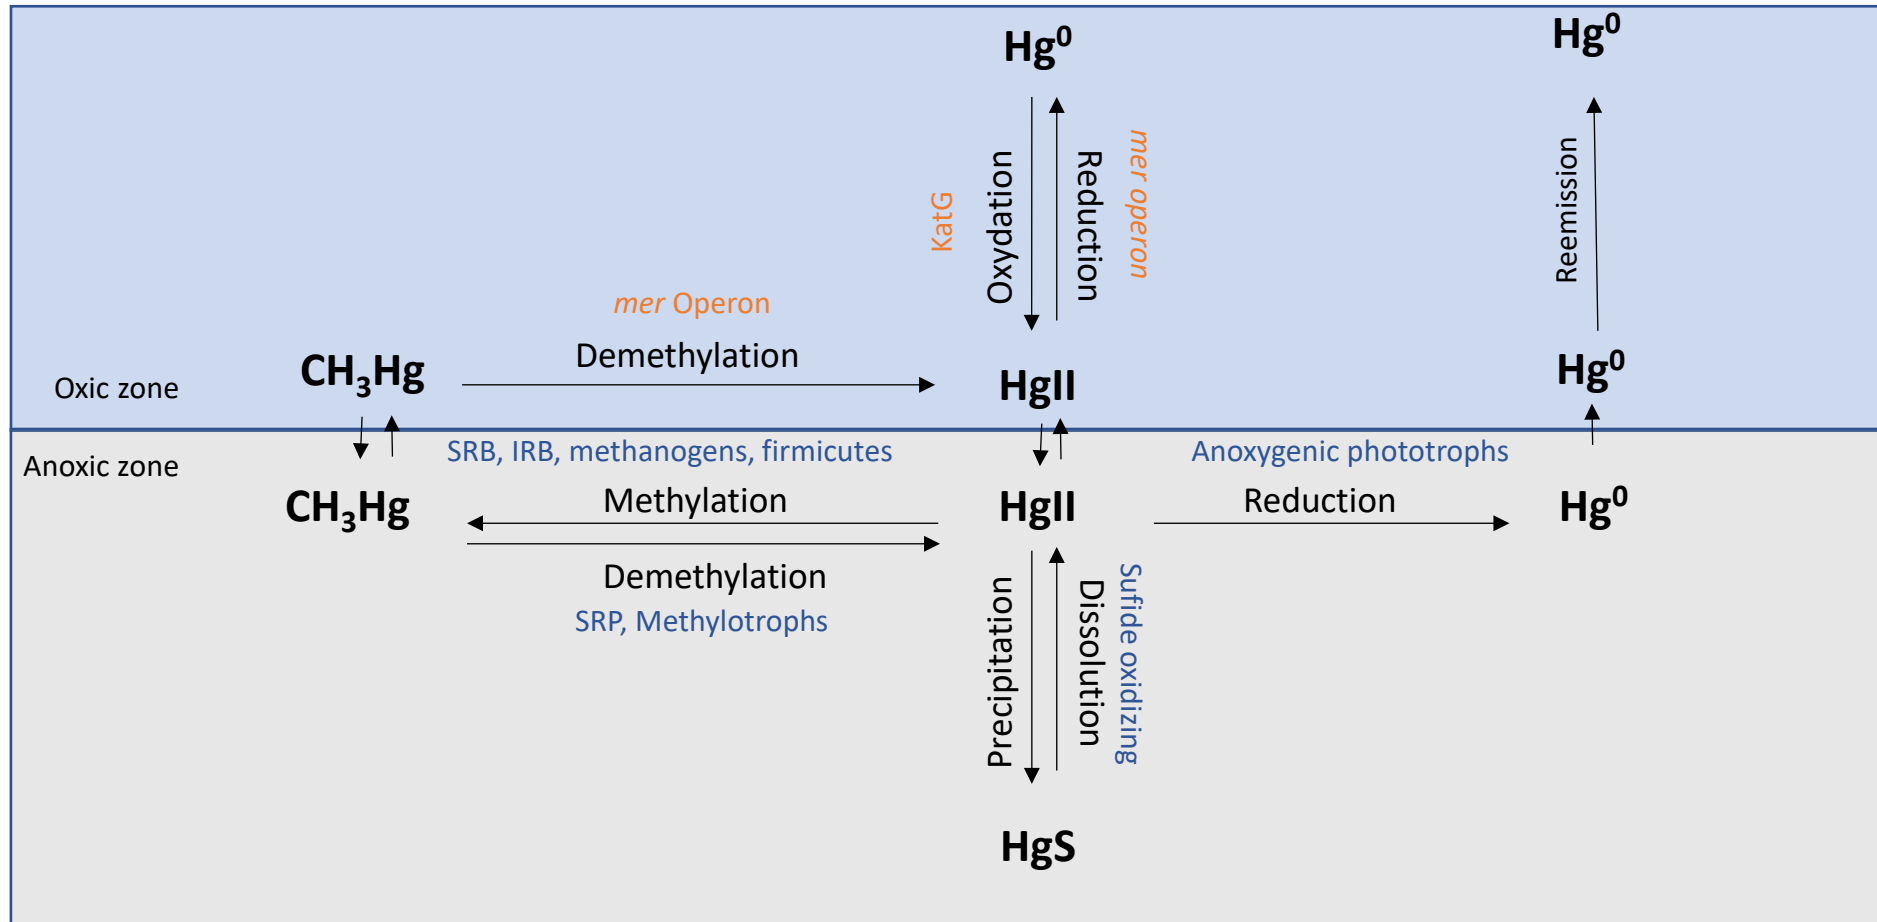 Hg⁰
Hg⁰
KatG
Oxydation
Reduction
mer operon
Reemission
mer Operon
Demethylation
Oxic zone
CH₃Hg
HgII
Hg⁰
Anoxic zone
SRB, IRB, methanogens, firmicutes
Anoxygenic phototrophs
CH₃Hg
Methylation
HgII
Reduction
Hg⁰
Demethylation
SRP, Methylotrophs
Precipitation
Dissolution
Sufide oxidizing
HgS